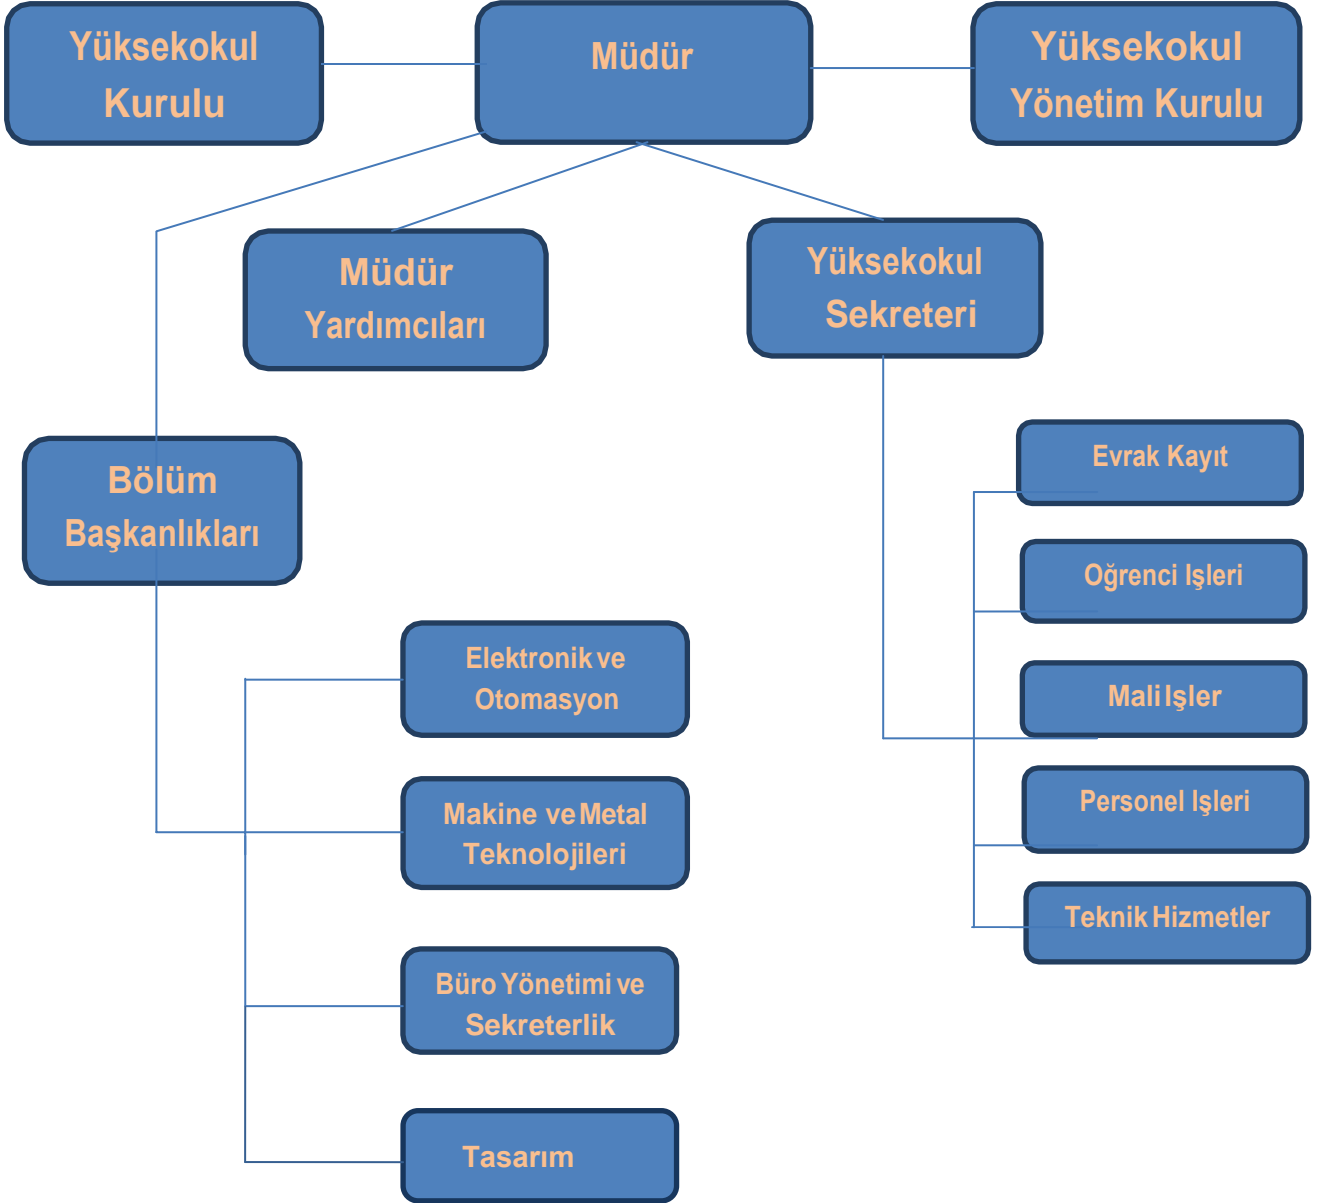 Yüksekokul
Kurulu
Müdür
Yüksekokul
Yönetim Kurulu
Müdür
Yardımcıları
Yüksekokul
Sekreteri
Bölüm
Başkanlıkları
Evrak Kayıt
Oğrenci Işleri
Mali Işler
Personel Işleri
Teknik Hizmetler
Elektronik ve
Otomasyon
Makine ve Metal
Teknolojileri
Büro Yönetimi ve
Sekreterlik
Tasarım